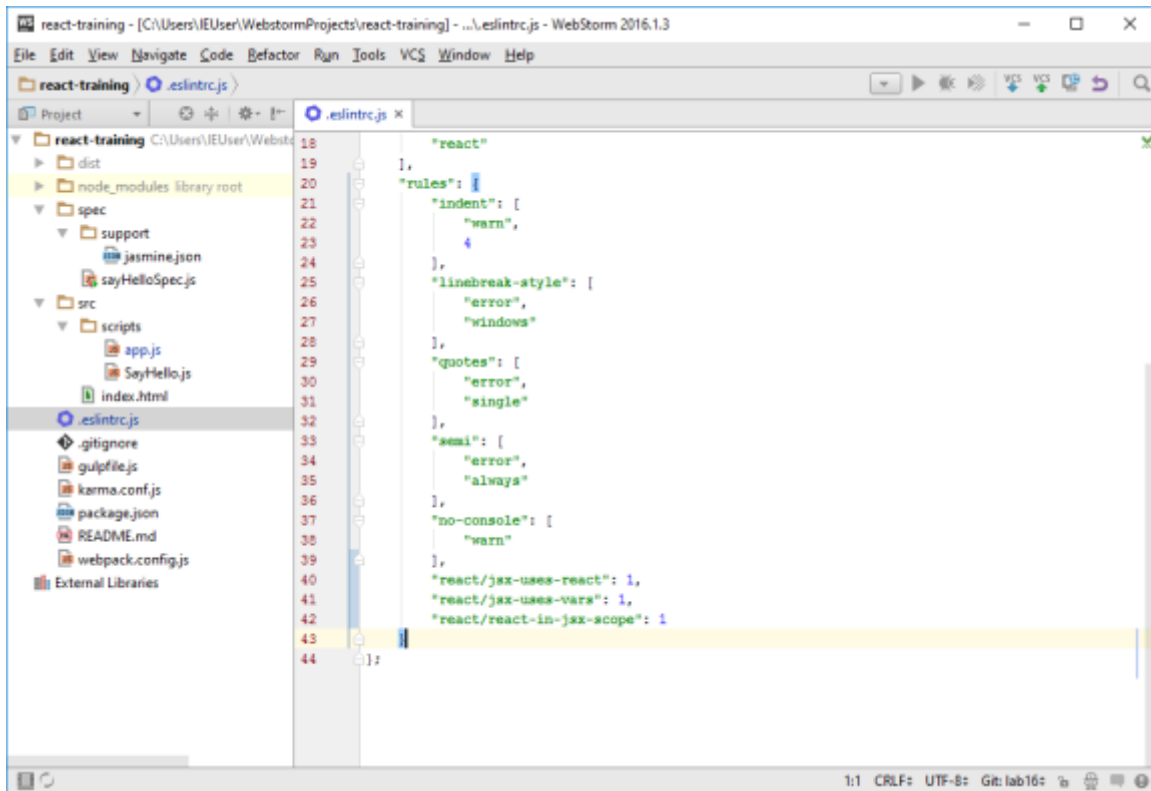 WS react-training - [C:\Users\IEUser\WebstormProjects\react-training] - ...\.eslintrc.js - WebStorm 2016.1.3
File Edit View Navigate Code Refactor Run Tools VCS Window Help
react-training .eslintrc.js
VCS VCS
Project
.eslintrc.js
react-training C:\Users\IEUser\Websto
dist
node_modules library root
spec
support
jasmine.json
sayHelloSpec.js
src
scripts
app.js
SayHello.js
index.html
.eslintrc.js
.gitignore
gulpfile.js
karma.conf.js
package.json
README.md
webpack.config.js
External Libraries
18 "react"
19 ],
20 "rules": {
21 "indent": [
22 "warn",
23 4
24 ],
25 "linebreak-style": [
26 "error",
27 "windows"
28 ],
29 "quotes": [
30 "error",
31 "single"
32 ],
33 "semi": [
34 "error",
35 "always"
36 ],
37 "no-console": [
38 "warn"
39 ],
40 "react/jsx-uses-react": 1,
41 "react/jsx-uses-vars": 1,
42 "react/react-in-jsx-scope": 1
43 }
44 };
1:1 CRLF UTF-8 Git: lab16